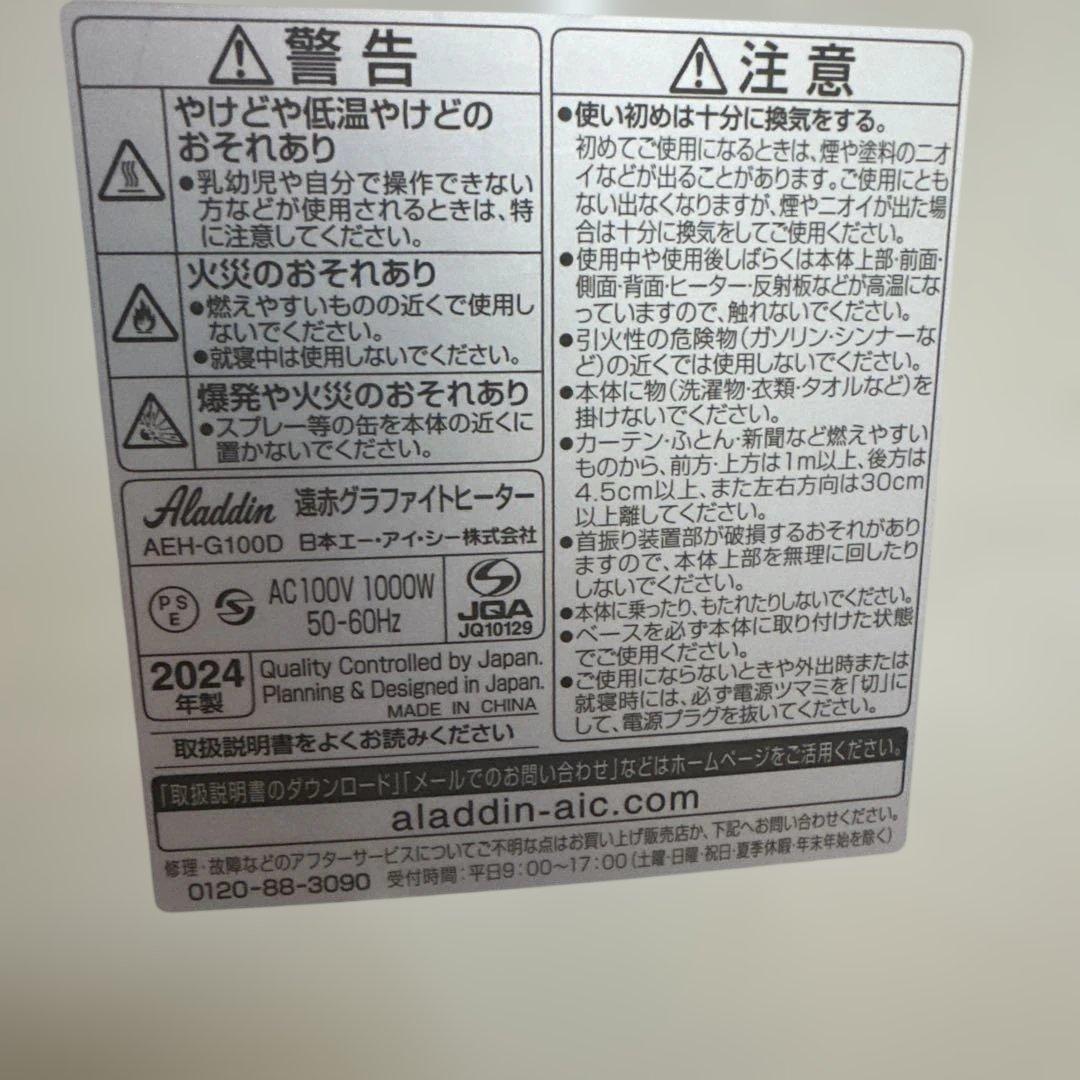 警告
やけどや低温やけどの
おそれあり
●乳幼児や自分で操作できない
方などが使用されるときは、特
に注意してください。
火災のおそれあり
●燃えやすいものの近くで使用し
ないでください。
●就寝中は使用しないでください。
爆発や火災のおそれあり
●スプレー等の缶を本体の近くに
置かないでください。
Aladdin 遠赤グラファイトヒーター
AEH-G100D 日本エー・アイ・シー株式会社
PSE AC100V 1000W
50-60Hz
JQA
JQ10129
2024
年製
Quality Controlled by Japan.
Planning & Designed in Japan.
MADE IN CHINA
取扱説明書をよくお読みください
注意
●使い初めは十分に換気をする。
初めてご使用になるときは、煙や塗料のニオ
イなどが出ることがあります。ご使用にとも
ない出なくなりますが、煙やニオイが出た場
合は十分に換気をしてご使用ください。
●使用中や使用後しばらくは本体上部・前面・
側面・背面・ヒーター・反射板などが高温にな
っていますので、触れないでください。
●引火性の危険物(ガソリン・シンナーな
ど)の近くでは使用しないでください。
●本体に物(洗濯物・衣類・タオルなど)を
掛けないでください。
●カーテン・ふとん・新聞など燃えやすい
ものから、前方・上方は1m以上、後方は
4.5cm以上、また左右方向は30cm
以上離してください。
●首振り装置部が破損するおそれがあり
ますので、本体上部を無理に回したり
しないでください。
●本体に乗ったり、もたれたりしないでください。
●ベースを必ず本体に取り付けた状態
でご使用ください。
●ご使用にならないときや外出時または
就寝時には、必ず電源ツマミを「切」に
して、電源プラグを抜いてください。
「取扱説明書のダウンロード」「メールでのお問い合わせ」などはホームページをご活用ください。
aladdin-aic.com
修理・故障などのアフターサービスについてご不明な点はお買い上げ販売店か、下記へお問い合わせください。
0120-88-3090 受付時間：平日9：00〜17：00(土曜・日曜・祝日・夏季休暇・年末年始を除く)